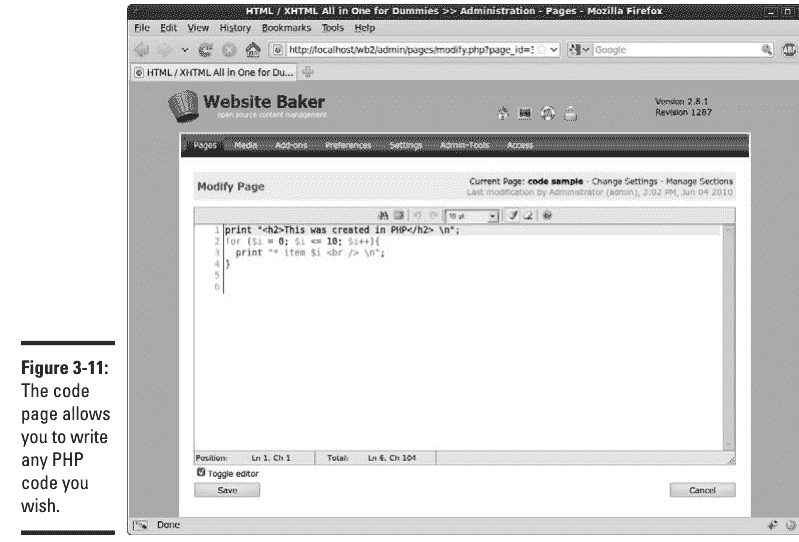 HTML / XHTML All in One for Dummies >> Administration - Pages - Mozilla Firefox
File Edit View History Bookmarks Tools Help
http://localhost/wb2/admin/pages/modify.php?page_id=
Google
ABP
HTML / XHTML All in One for Du...
Website Baker
open source content management
Version 2.8.1
Revision 1287
Pages Media Add-ons Preferences Settings Admin-Tools Access
Modify Page
Current Page: code sample - Change Settings - Manage Sections
Last modification by Administrator (admin), 3:02 PM, Jun 04 2010
10 pt
1 print "<h2>This was created in PHP</h2> \n";
2 for ($i = 0; $i <= 10; $i++){
3 print "* item $i <br /> \n";
4 }
5
6
Position: Ln 1, Ch 1 Total: Ln 6, Ch 104
Toggle editor
Save Cancel
Done
Figure 3-11:
The code
page allows
you to write
any PHP
code you
wish.